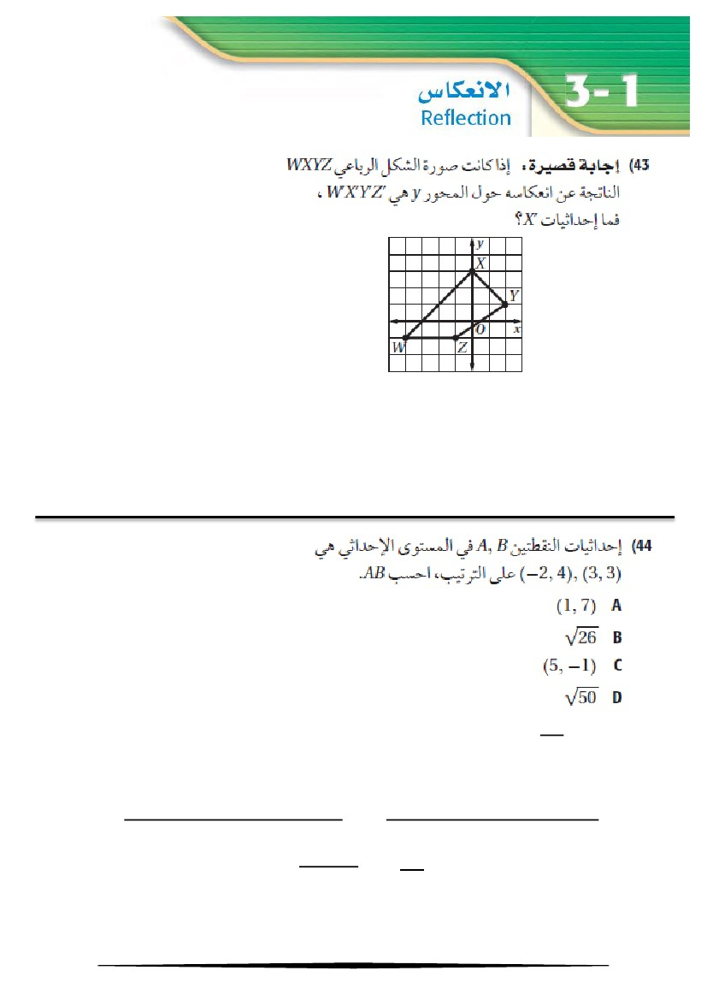 3-1
الانعكاس
Reflection
43) إجابة قصيرة: إذا كانت صورة الشكل الرباعي WXYZ
الناتجة عن انعكاسه حول المحور y هي W'X'Y'Z' ،
فما إحداثيات X'؟
y
X
Y
O
x
W
Z
44) إحداثيات النقطتين A, B في المستوى الإحداثي هي
(−2, 4), (3, 3) على الترتيب، احسب AB.
A (1, 7)
B √26
C (5, −1)
D √50